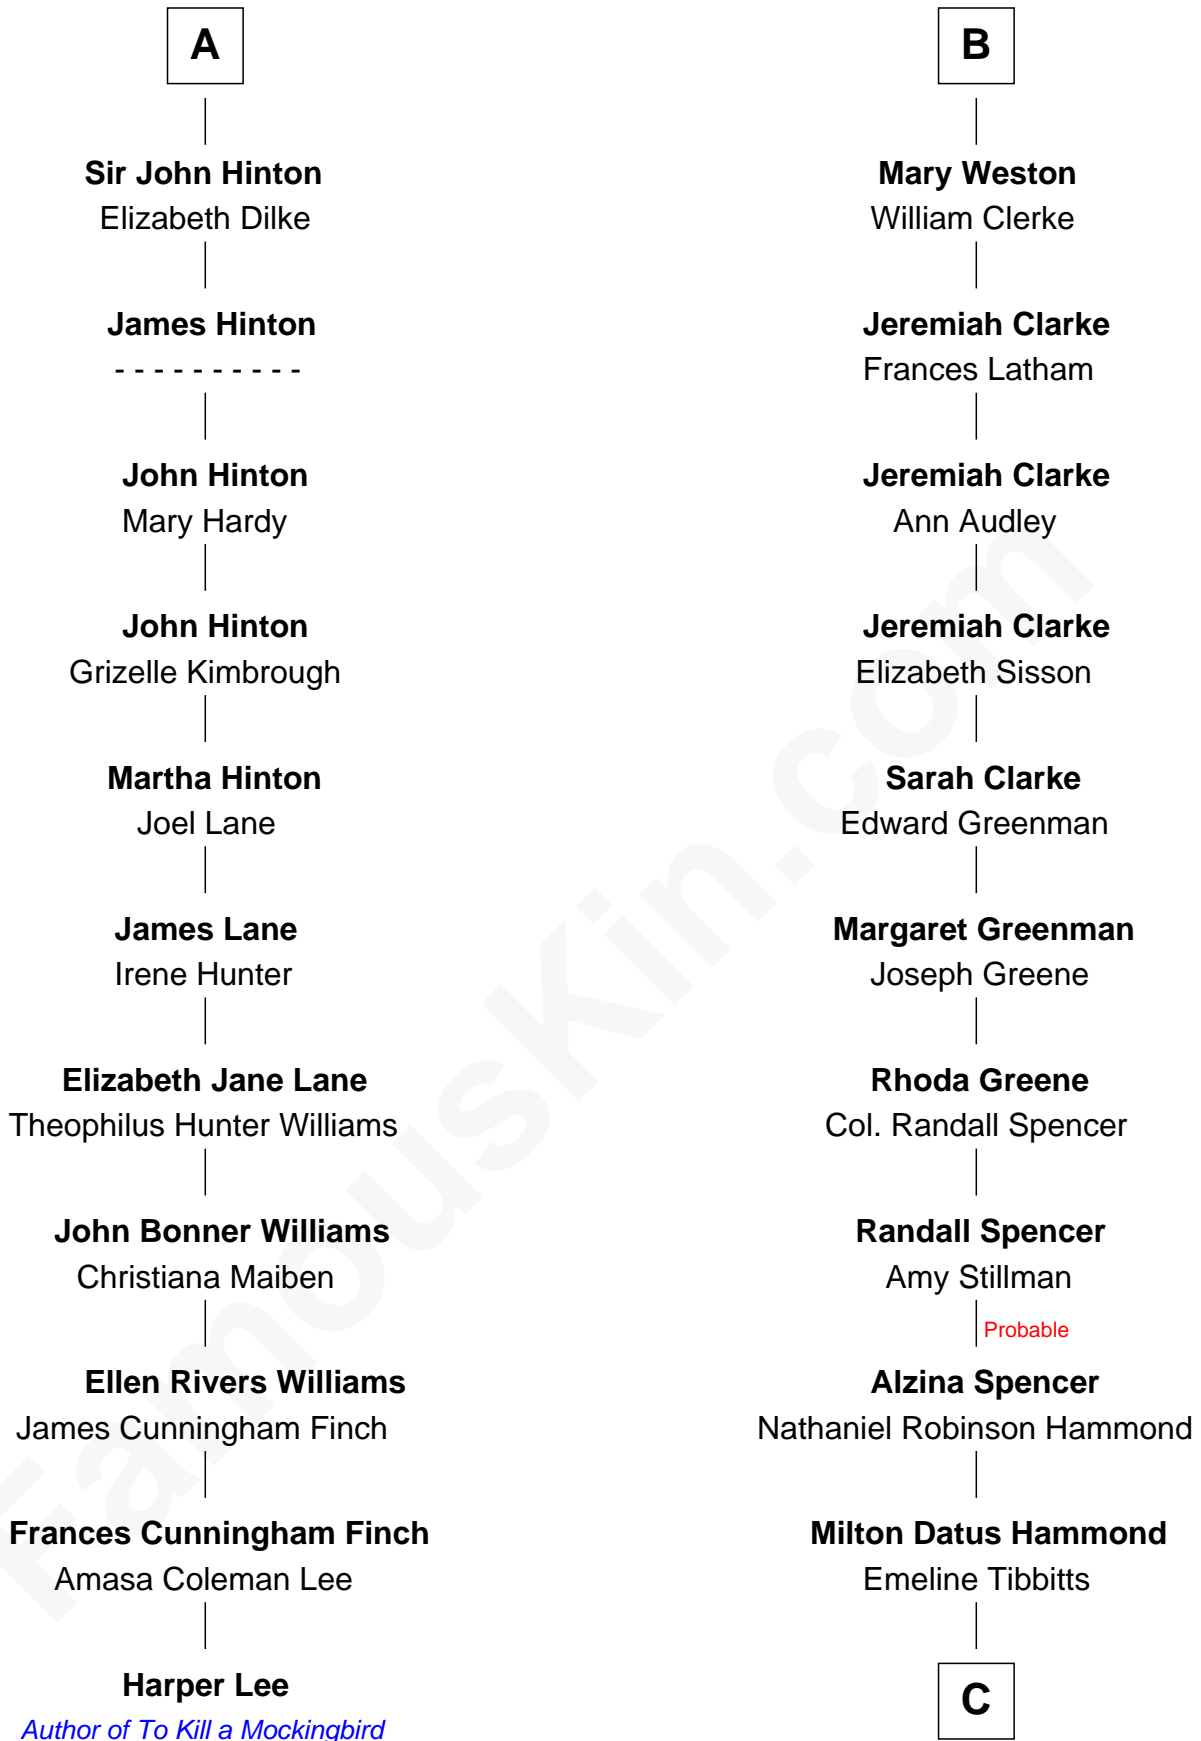 A
Sir John Hinton
Elizabeth Dilke
James Hinton
- - - - - - - - - -
John Hinton
Mary Hardy
John Hinton
Grizelle Kimbrough
Martha Hinton
Joel Lane
James Lane
Irene Hunter
Elizabeth Jane Lane
Theophilus Hunter Williams
John Bonner Williams
Christiana Maiben
Ellen Rivers Williams
James Cunningham Finch
Frances Cunningham Finch
Amasa Coleman Lee
Harper Lee
Author of To Kill a Mockingbird
B
Mary Weston
William Clerke
Jeremiah Clarke
Frances Latham
Jeremiah Clarke
Ann Audley
Jeremiah Clarke
Elizabeth Sisson
Sarah Clarke
Edward Greenman
Margaret Greenman
Joseph Greene
Rhoda Greene
Col. Randall Spencer
Randall Spencer
Amy Stillman
Probable
Alzina Spencer
Nathaniel Robinson Hammond
Milton Datus Hammond
Emeline Tibbitts
C
FamousKin.com